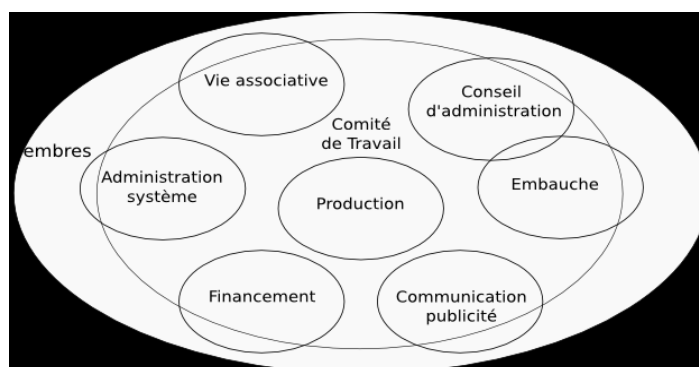 Vie associative
Conseil
d'administration
Comité
de Travail
embres
Administration
système
Embauche
Production
Financement
Communication
publicité